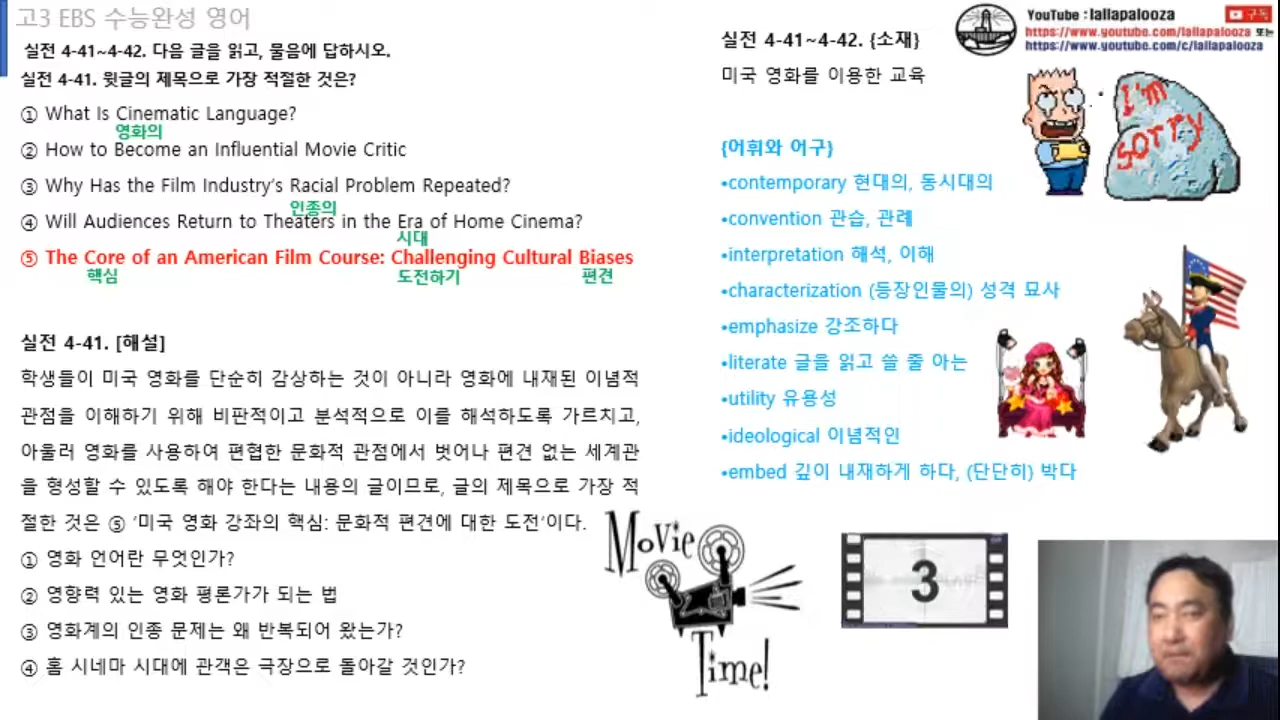 고3 EBS 수능완성 영어
실전 4-41~4-42. 다음 글을 읽고, 물음에 답하시오.
실전 4-41. 윗글의 제목으로 가장 적절한 것은?
① What Is Cinematic Language?
영화의
② How to Become an Influential Movie Critic
③ Why Has the Film Industry's Racial Problem Repeated?
인종의
④ Will Audiences Return to Theaters in the Era of Home Cinema?
시대
⑤ The Core of an American Film Course: Challenging Cultural Biases
핵심 도전하기 편견
실전 4-41. [해설]
학생들이 미국 영화를 단순히 감상하는 것이 아니라 영화에 내재된 이념적
관점을 이해하기 위해 비판적이고 분석적으로 이를 해석하도록 가르치고,
아울러 영화를 사용하여 편협한 문화적 관점에서 벗어나 편견 없는 세계관
을 형성할 수 있도록 해야 한다는 내용의 글이므로, 글의 제목으로 가장 적
절한 것은 ⑤ '미국 영화 강좌의 핵심: 문화적 편견에 대한 도전'이다.
① 영화 언어란 무엇인가?
② 영향력 있는 영화 평론가가 되는 법
③ 영화계의 인종 문제는 왜 반복되어 왔는가?
④ 홈 시네마 시대에 관객은 극장으로 돌아갈 것인가?
실전 4-41~4-42. {소재}
미국 영화를 이용한 교육
{어휘와 어구}
•contemporary 현대의, 동시대의
•convention 관습, 관례
•interpretation 해석, 이해
•characterization (등장인물의) 성격 묘사
•emphasize 강조하다
•literate 글을 읽고 쓸 줄 아는
•utility 유용성
•ideological 이념적인
•embed 깊이 내재하게 하다, (단단히) 박다
YouTube : lallapalooza
구독
https://www.youtube.com/lallapalooza 또는
https://www.youtube.com/c/lallapalooza
I'm
sorry
Movie
Time!
3